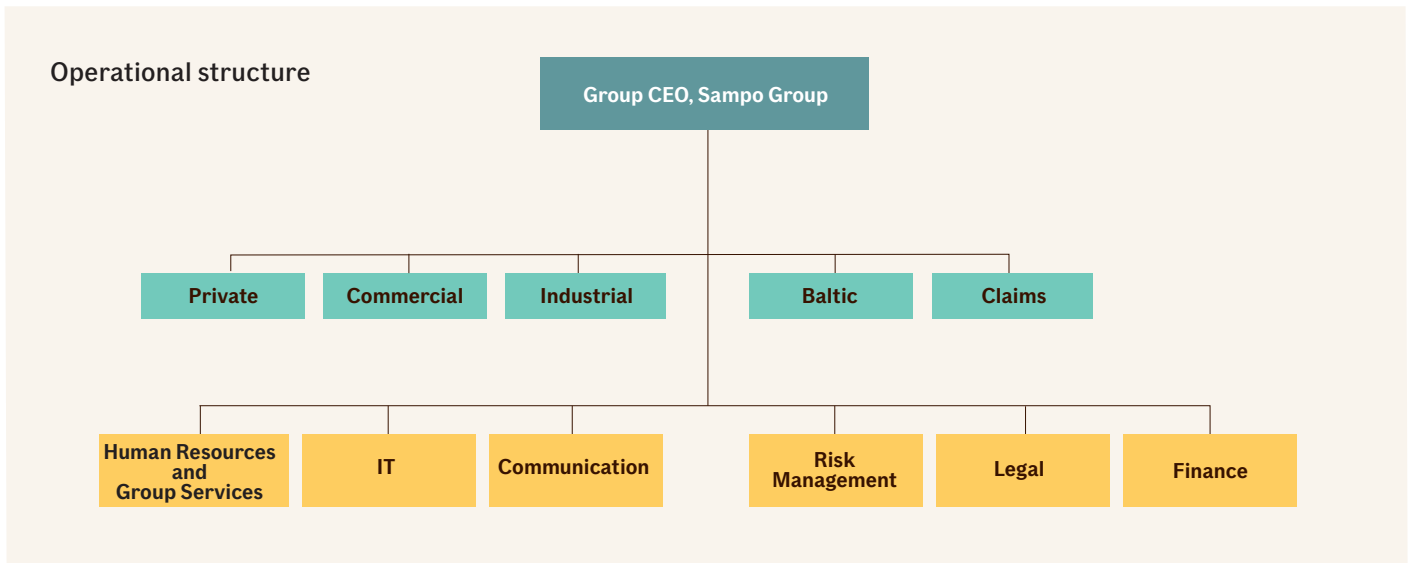 Operational structure
Group CEO, Sampo Group
Private
Commercial
Industrial
Baltic
Claims
Human Resources
and
Group Services
IT
Communication
Risk
Management
Legal
Finance